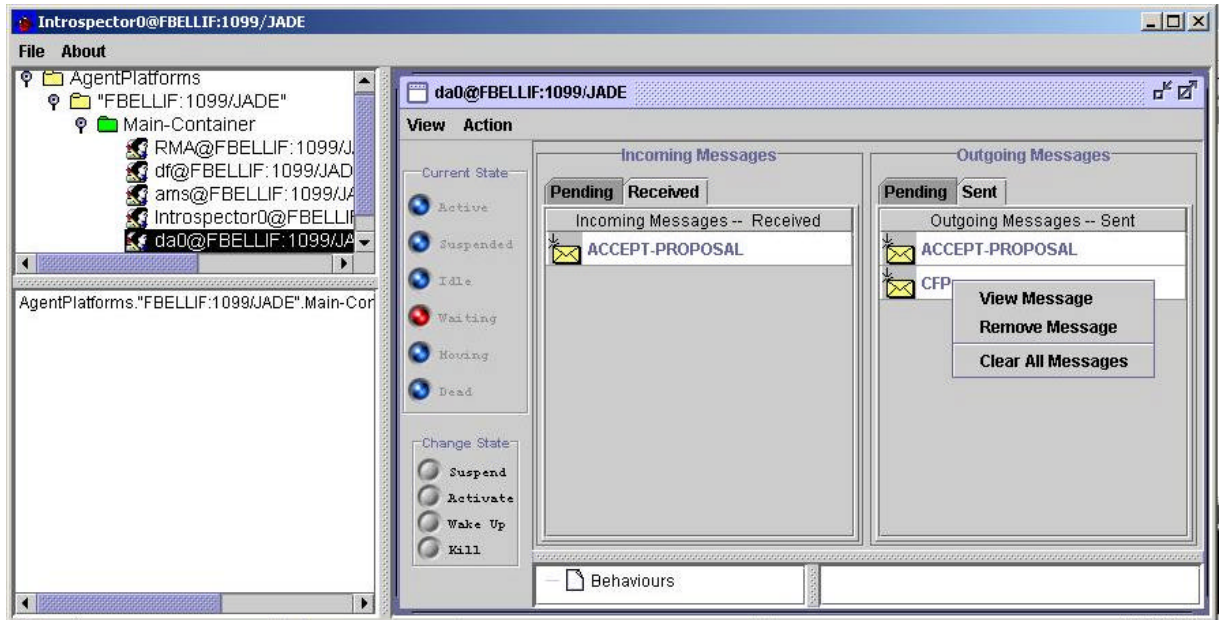 Introspector0@FBELLIF:1099/JADE
File About
AgentPlatforms
"FBELLIF:1099/JADE"
Main-Container
RMA@FBELLIF:1099/J
df@FBELLIF:1099/JAD
ams@FBELLIF:1099/JA
Introspector0@FBELLIF
da0@FBELLIF:1099/JA
AgentPlatforms."FBELLIF:1099/JADE".Main-Con
da0@FBELLIF:1099/JADE
View Action
Current State
Active
Suspended
Idle
Waiting
Moving
Dead
Change State
Suspend
Activate
Wake Up
Kill
Incoming Messages
Pending Received
Incoming Messages -- Received
ACCEPT-PROPOSAL
Outgoing Messages
Pending Sent
Outgoing Messages -- Sent
ACCEPT-PROPOSAL
CFP
View Message
Remove Message
Clear All Messages
Behaviours